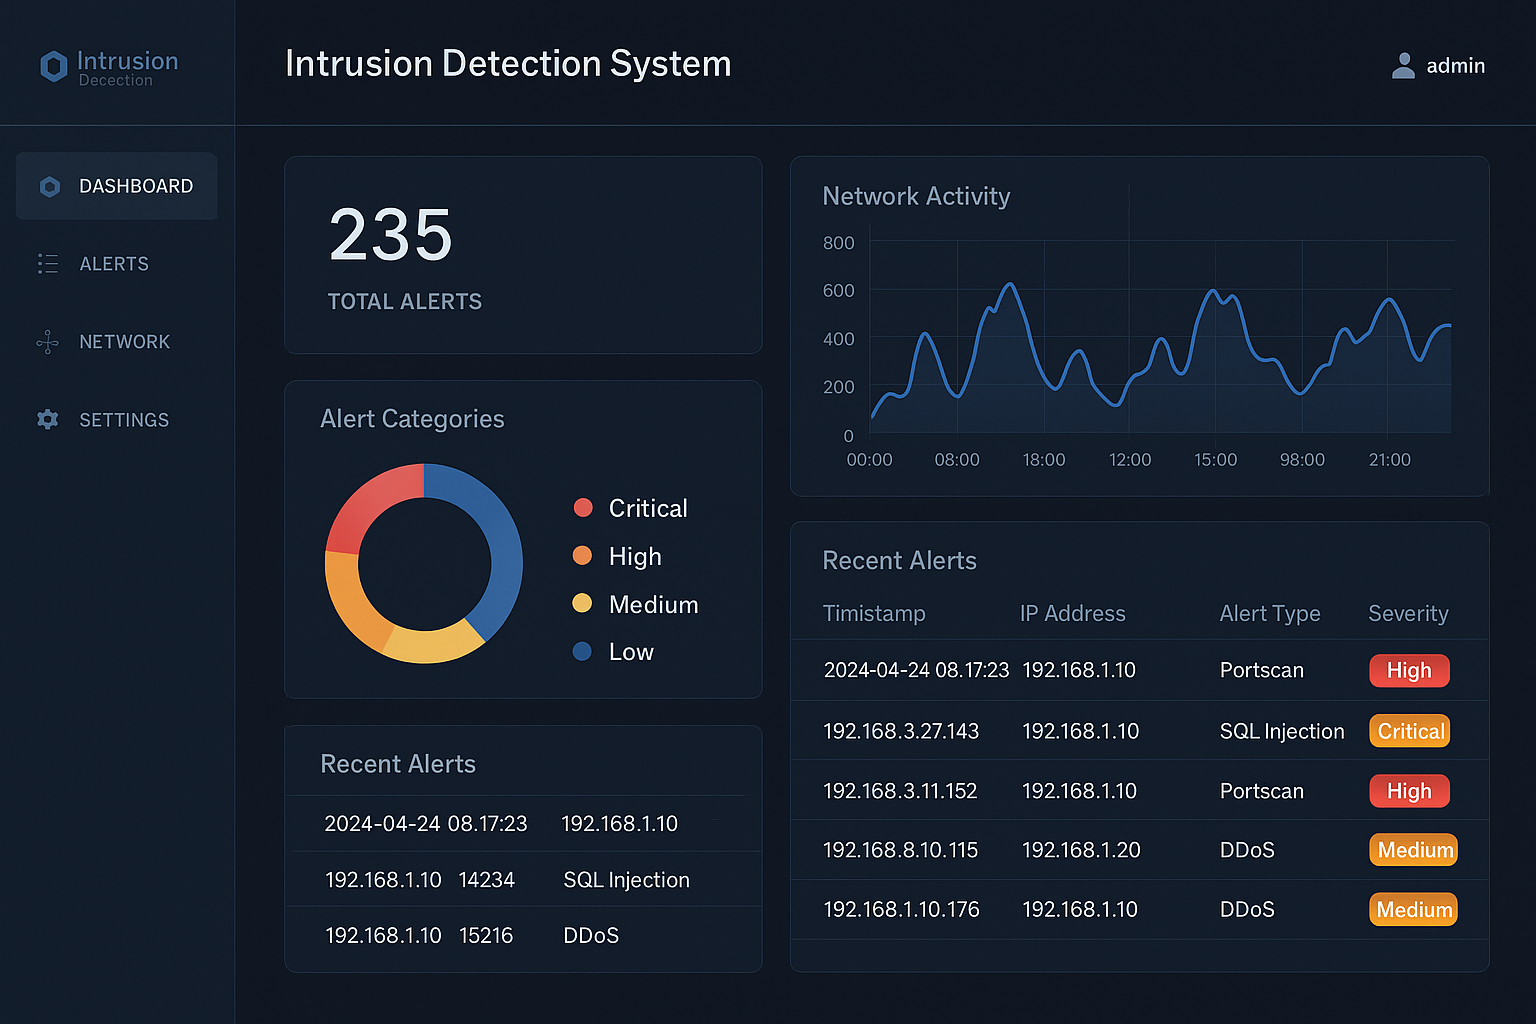 Intrusion
Decection
Intrusion Detection System
admin
DASHBOARD
ALERTS
NETWORK
SETTINGS
235
TOTAL ALERTS
Alert Categories
Critical
High
Medium
Low
Recent Alerts
2024-04-24 08.17:23 192.168.1.10
192.168.1.10 14234 SQL Injection
192.168.1.10 15216 DDoS
Network Activity
800
600
400
200
0
00:00 08:00 18:00 12:00 15:00 98:00 21:00
Recent Alerts
Timistamp IP Address Alert Type Severity
2024-04-24 08.17:23 192.168.1.10 Portscan High
192.168.3.27.143 192.168.1.10 SQL Injection Critical
192.168.3.11.152 192.168.1.10 Portscan High
192.168.8.10.115 192.168.1.20 DDoS Medium
192.168.1.10.176 192.168.1.10 DDoS Medium